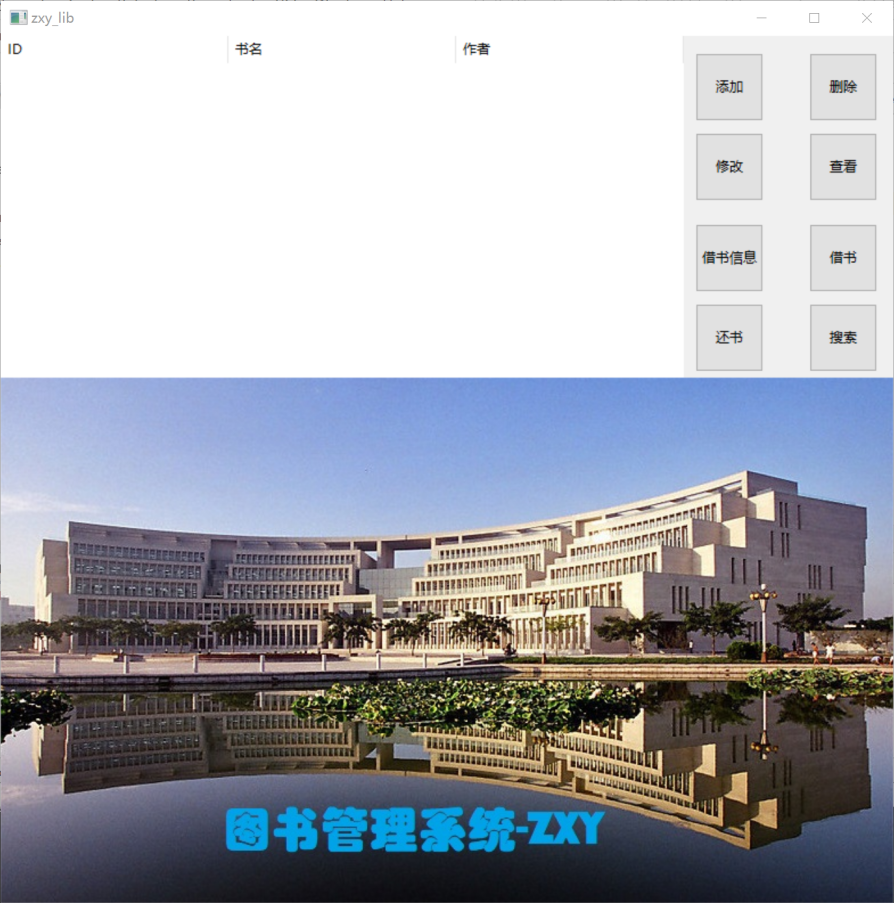 zxy_lib
ID 书名 作者
添加 删除
修改 查看
借书信息 借书
还书 搜索
图书管理系统-ZXY